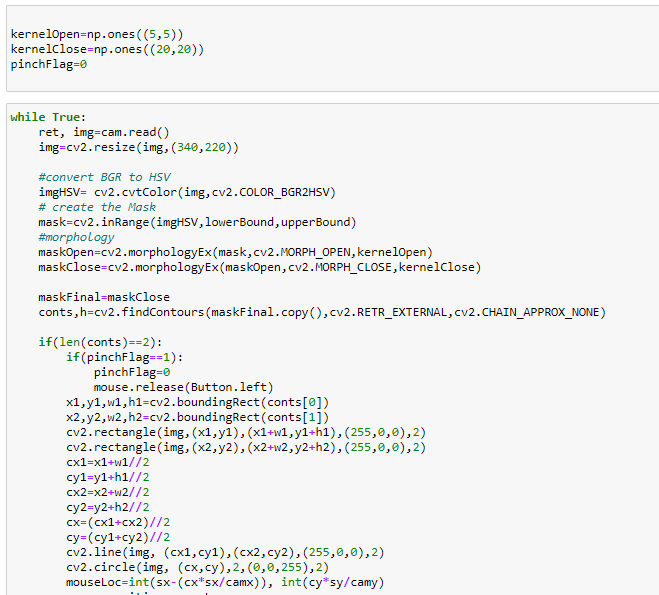 kernelOpen=np.ones((5,5))
kernelClose=np.ones((20,20))
pinchFlag=0
while True:
ret, img=cam.read()
img=cv2.resize(img,(340,220))
#convert BGR to HSV
imgHSV= cv2.cvtColor(img,cv2.COLOR_BGR2HSV)
# create the Mask
mask=cv2.inRange(imgHSV,lowerBound,upperBound)
#morphology
maskOpen=cv2.morphologyEx(mask,cv2.MORPH_OPEN,kernelOpen)
maskClose=cv2.morphologyEx(maskOpen,cv2.MORPH_CLOSE,kernelClose)
maskFinal=maskClose
conts,h=cv2.findContours(maskFinal.copy(),cv2.RETR_EXTERNAL,cv2.CHAIN_APPROX_NONE)
if(len(conts)==2):
if(pinchFlag==1):
pinchFlag=0
mouse.release(Button.left)
x1,y1,w1,h1=cv2.boundingRect(conts[0])
x2,y2,w2,h2=cv2.boundingRect(conts[1])
cv2.rectangle(img,(x1,y1),(x1+w1,y1+h1),(255,0,0),2)
cv2.rectangle(img,(x2,y2),(x2+w2,y2+h2),(255,0,0),2)
cx1=x1+w1//2
cy1=y1+h1//2
cx2=x2+w2//2
cy2=y2+h2//2
cx=(cx1+cx2)//2
cy=(cy1+cy2)//2
cv2.line(img, (cx1,cy1),(cx2,cy2),(255,0,0),2)
cv2.circle(img, (cx,cy),2,(0,0,255),2)
mouseLoc=int(sx-(cx*sx/camx)), int(cy*sy/camy)